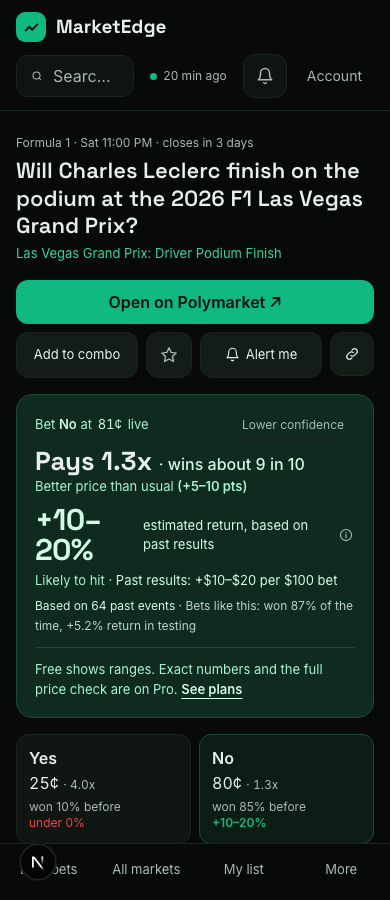 MarketEdge
Searc...
20 min ago
Account
Formula 1 · Sat 11:00 PM · closes in 3 days
Will Charles Leclerc finish on the
podium at the 2026 F1 Las Vegas
Grand Prix?
Las Vegas Grand Prix: Driver Podium Finish
Open on Polymarket ↗
Add to combo
Alert me
Bet No at 81¢ live
Lower confidence
Pays 1.3x · wins about 9 in 10
Better price than usual (+5–10 pts)
+10–
20%
estimated return, based on
past results
Likely to hit · Past results: +$10–$20 per $100 bet
Based on 64 past events · Bets like this: won 87% of the
time, +5.2% return in testing
Free shows ranges. Exact numbers and the full
price check are on Pro. See plans
Yes
25¢ · 4.0x
won 10% before
under 0%
No
80¢ · 1.3x
won 85% before
+10–20%
N
bets
All markets
My list
More